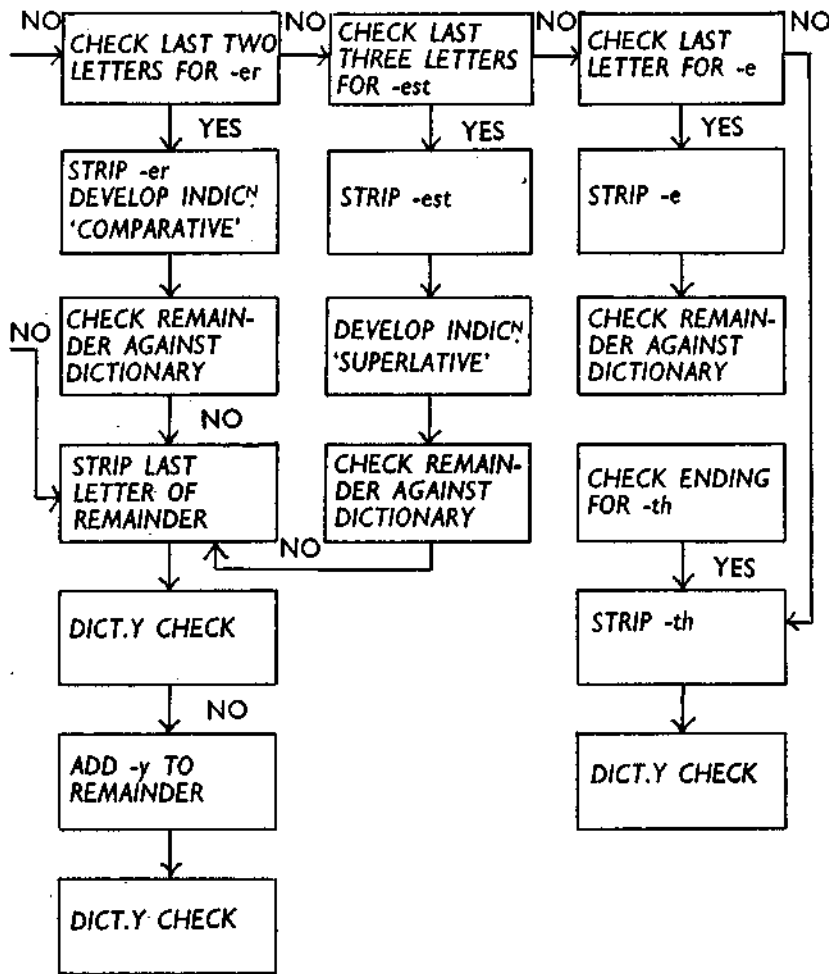 NO
CHECK LAST TWO
LETTERS FOR -er
NO
CHECK LAST
THREE LETTERS
FOR -est
NO
CHECK LAST
LETTER FOR -e
NO
YES
YES
YES
STRIP -er
DEVELOP INDICN
'COMPARATIVE'
STRIP -est
STRIP -e
NO
CHECK REMAIN-
DER AGAINST
DICTIONARY
DEVELOP INDICN
'SUPERLATIVE'
CHECK REMAIN-
DER AGAINST
DICTIONARY
NO
STRIP LAST
LETTER OF
REMAINDER
CHECK REMAIN-
DER AGAINST
DICTIONARY
CHECK ENDING
FOR -th
NO
YES
DICT.Y CHECK
STRIP -th
NO
ADD -y TO
REMAINDER
DICT.Y CHECK
DICT.Y CHECK